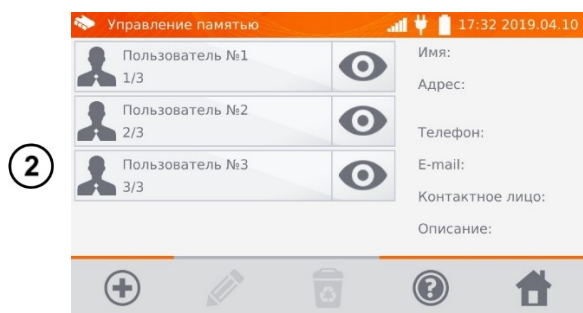 Управление памятью 17:32 2019.04.10
Пользователь №1
1/3
Пользователь №2
2/3
Пользователь №3
3/3
Имя:
Адрес:
Телефон:
E-mail:
Контактное лицо:
Описание:
2
?